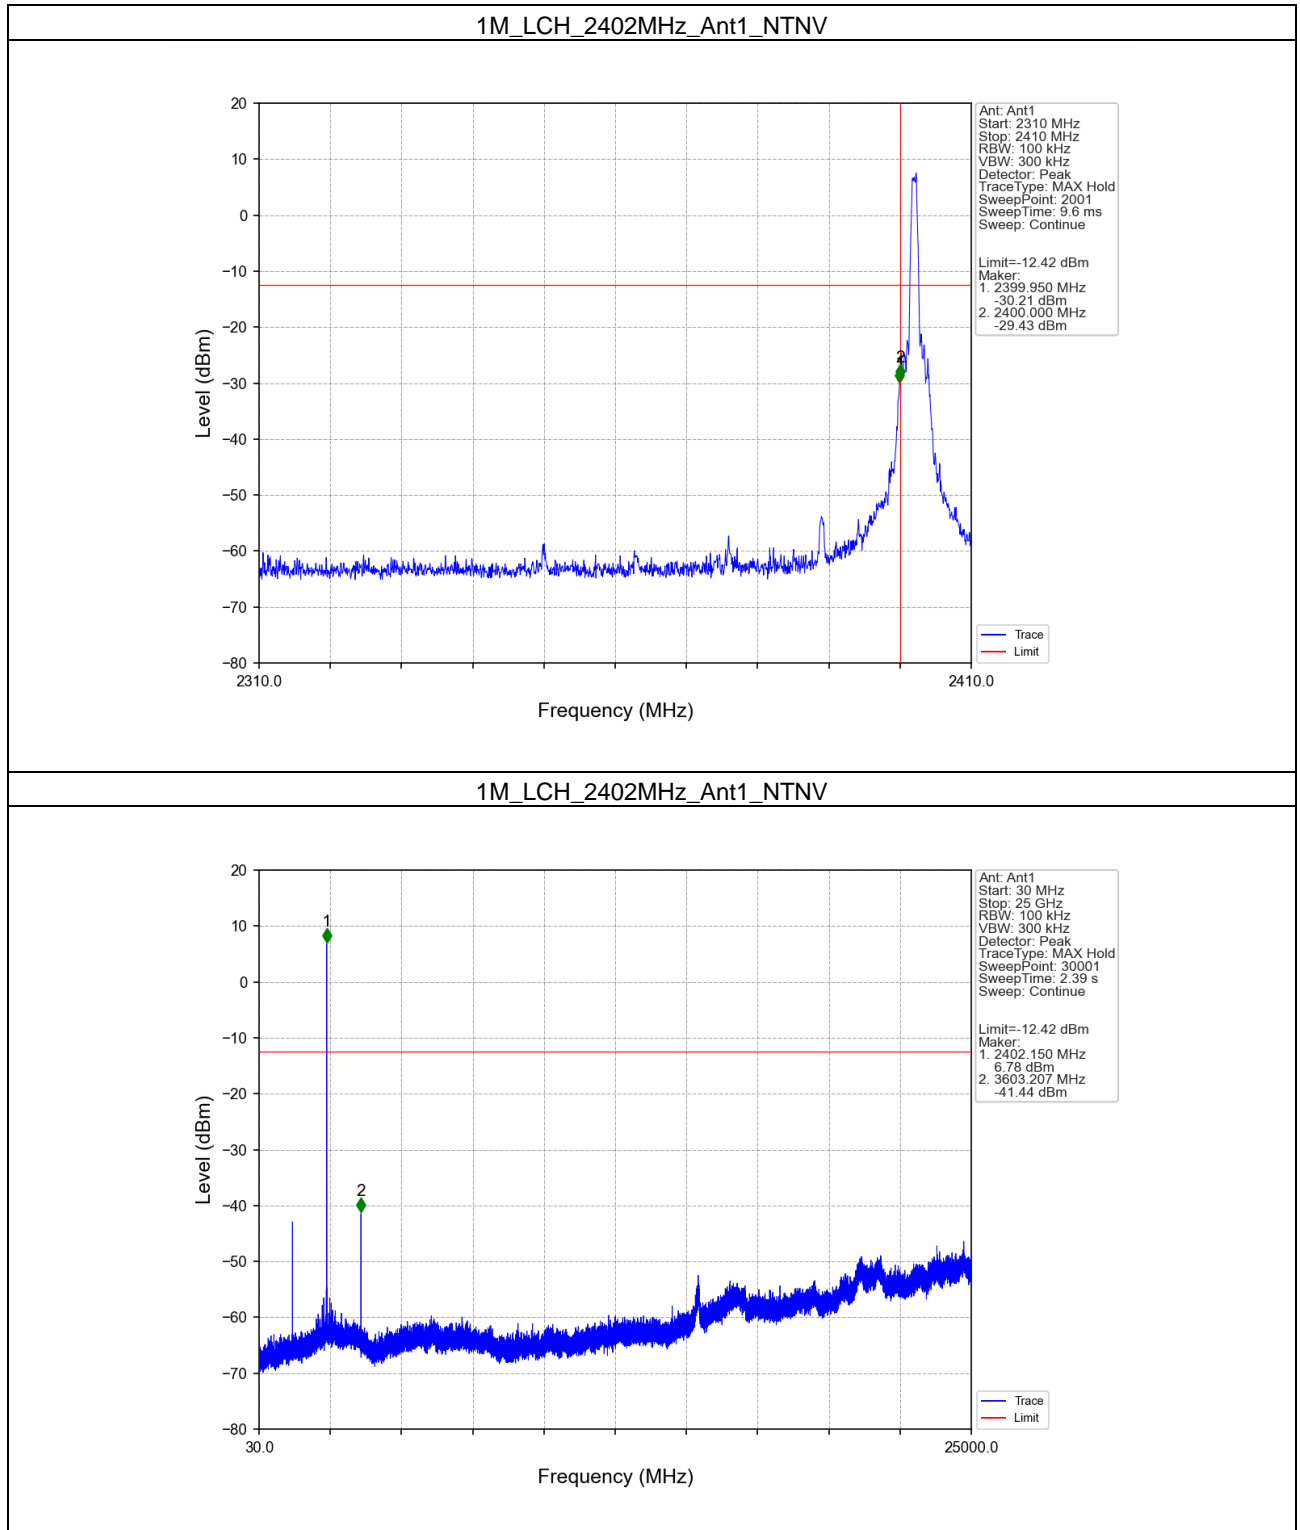 1M_LCH_2402MHz_Ant1_NTNV
20
10
0
−10
−20
−30
−40
−50
−60
−70
−80
Level (dBm)
2310.0
2410.0
Frequency (MHz)
1
2
Ant: Ant1
Start: 2310 MHz
Stop: 2410 MHz
RBW: 100 kHz
VBW: 300 kHz
Detector: Peak
TraceType: MAX Hold
SweepPoint: 2001
SweepTime: 9.6 ms
Sweep: Continue
Limit=-12.42 dBm
Maker:
1. 2399.950 MHz
-30.21 dBm
2. 2400.000 MHz
-29.43 dBm
Trace
Limit
1M_LCH_2402MHz_Ant1_NTNV
20
10
0
−10
−20
−30
−40
−50
−60
−70
−80
Level (dBm)
30.0
25000.0
Frequency (MHz)
1
2
Ant: Ant1
Start: 30 MHz
Stop: 25 GHz
RBW: 100 kHz
VBW: 300 kHz
Detector: Peak
TraceType: MAX Hold
SweepPoint: 30001
SweepTime: 2.39 s
Sweep: Continue
Limit=-12.42 dBm
Maker:
1. 2402.150 MHz
6.78 dBm
2. 3603.207 MHz
-41.44 dBm
Trace
Limit